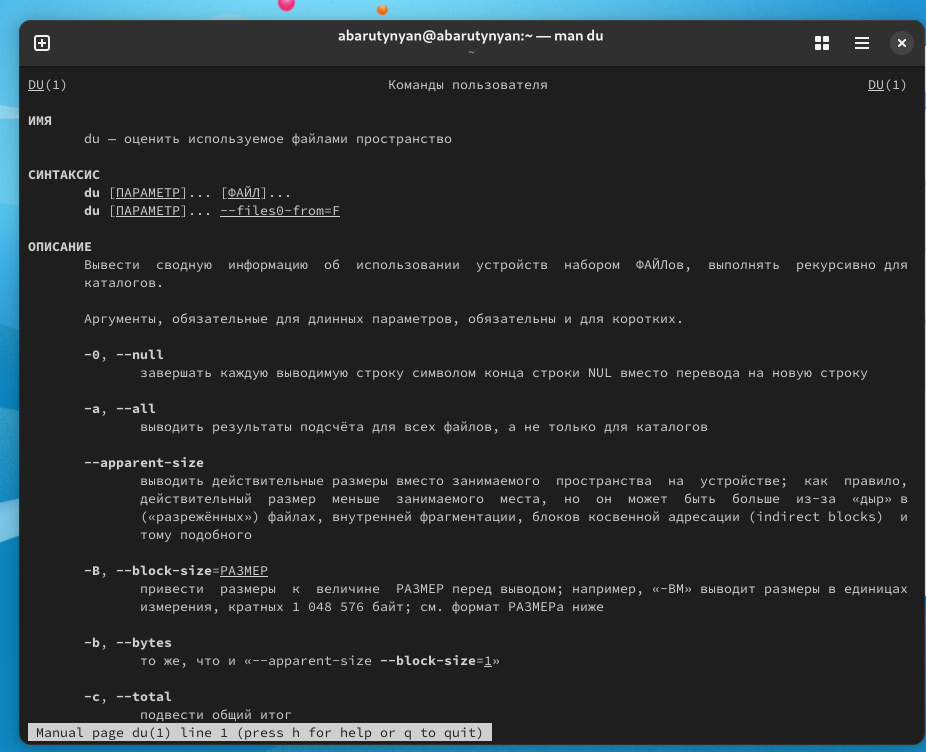 abarutynyan@abarutynyan:~ — man du
~
DU(1) Команды пользователя DU(1)
ИМЯ
du — оценить используемое файлами пространство
СИНТАКСИС
du [ПАРАМЕТР]... [ФАЙЛ]...
du [ПАРАМЕТР]... --files0-from=F
ОПИСАНИЕ
Вывести сводную информацию об использовании устройств набором ФАЙЛов, выполнять рекурсивно для
каталогов.
Аргументы, обязательные для длинных параметров, обязательны и для коротких.
-0, --null
завершать каждую выводимую строку символом конца строки NUL вместо перевода на новую строку
-a, --all
выводить результаты подсчёта для всех файлов, а не только для каталогов
--apparent-size
выводить действительные размеры вместо занимаемого пространства на устройстве; как правило,
действительный размер меньше занимаемого места, но он может быть больше из-за «дыр» в
(«разрежённых») файлах, внутренней фрагментации, блоков косвенной адресации (indirect blocks) и
тому подобного
-B, --block-size=РАЗМЕР
привести размеры к величине РАЗМЕР перед выводом; например, «-BM» выводит размеры в единицах
измерения, кратных 1 048 576 байт; см. формат РАЗМЕРа ниже
-b, --bytes
то же, что и «--apparent-size --block-size=1»
-c, --total
подвести общий итог
Manual page du(1) line 1 (press h for help or q to quit)